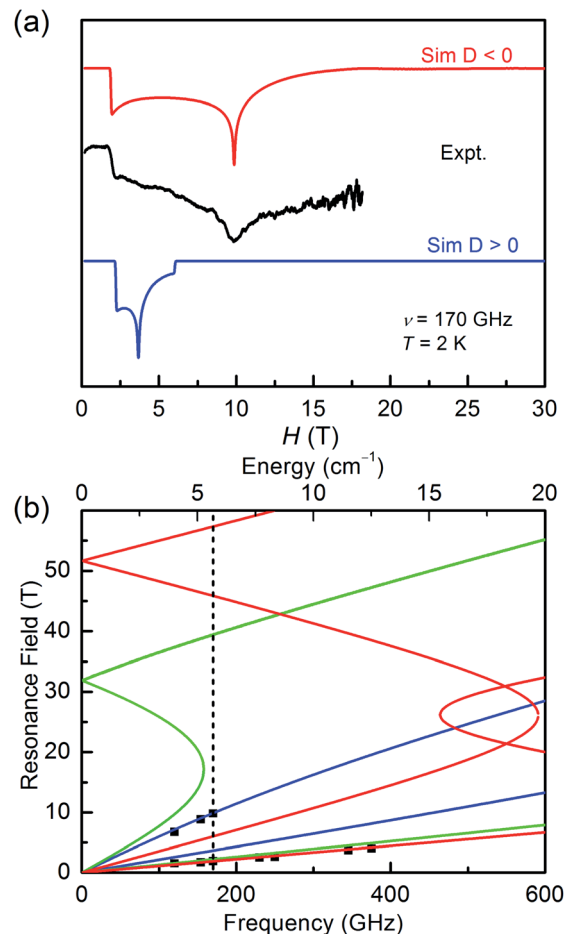 (a)
Sim D < 0
Expt.
Sim D > 0
ν = 170 GHz
T = 2 K
0 5 10 15 20 25 30
H (T)
Energy (cm⁻¹)
(b)
0 5 10 15 20
50
40
30
20
10
0
Resonance Field (T)
0 200 400 600
Frequency (GHz)